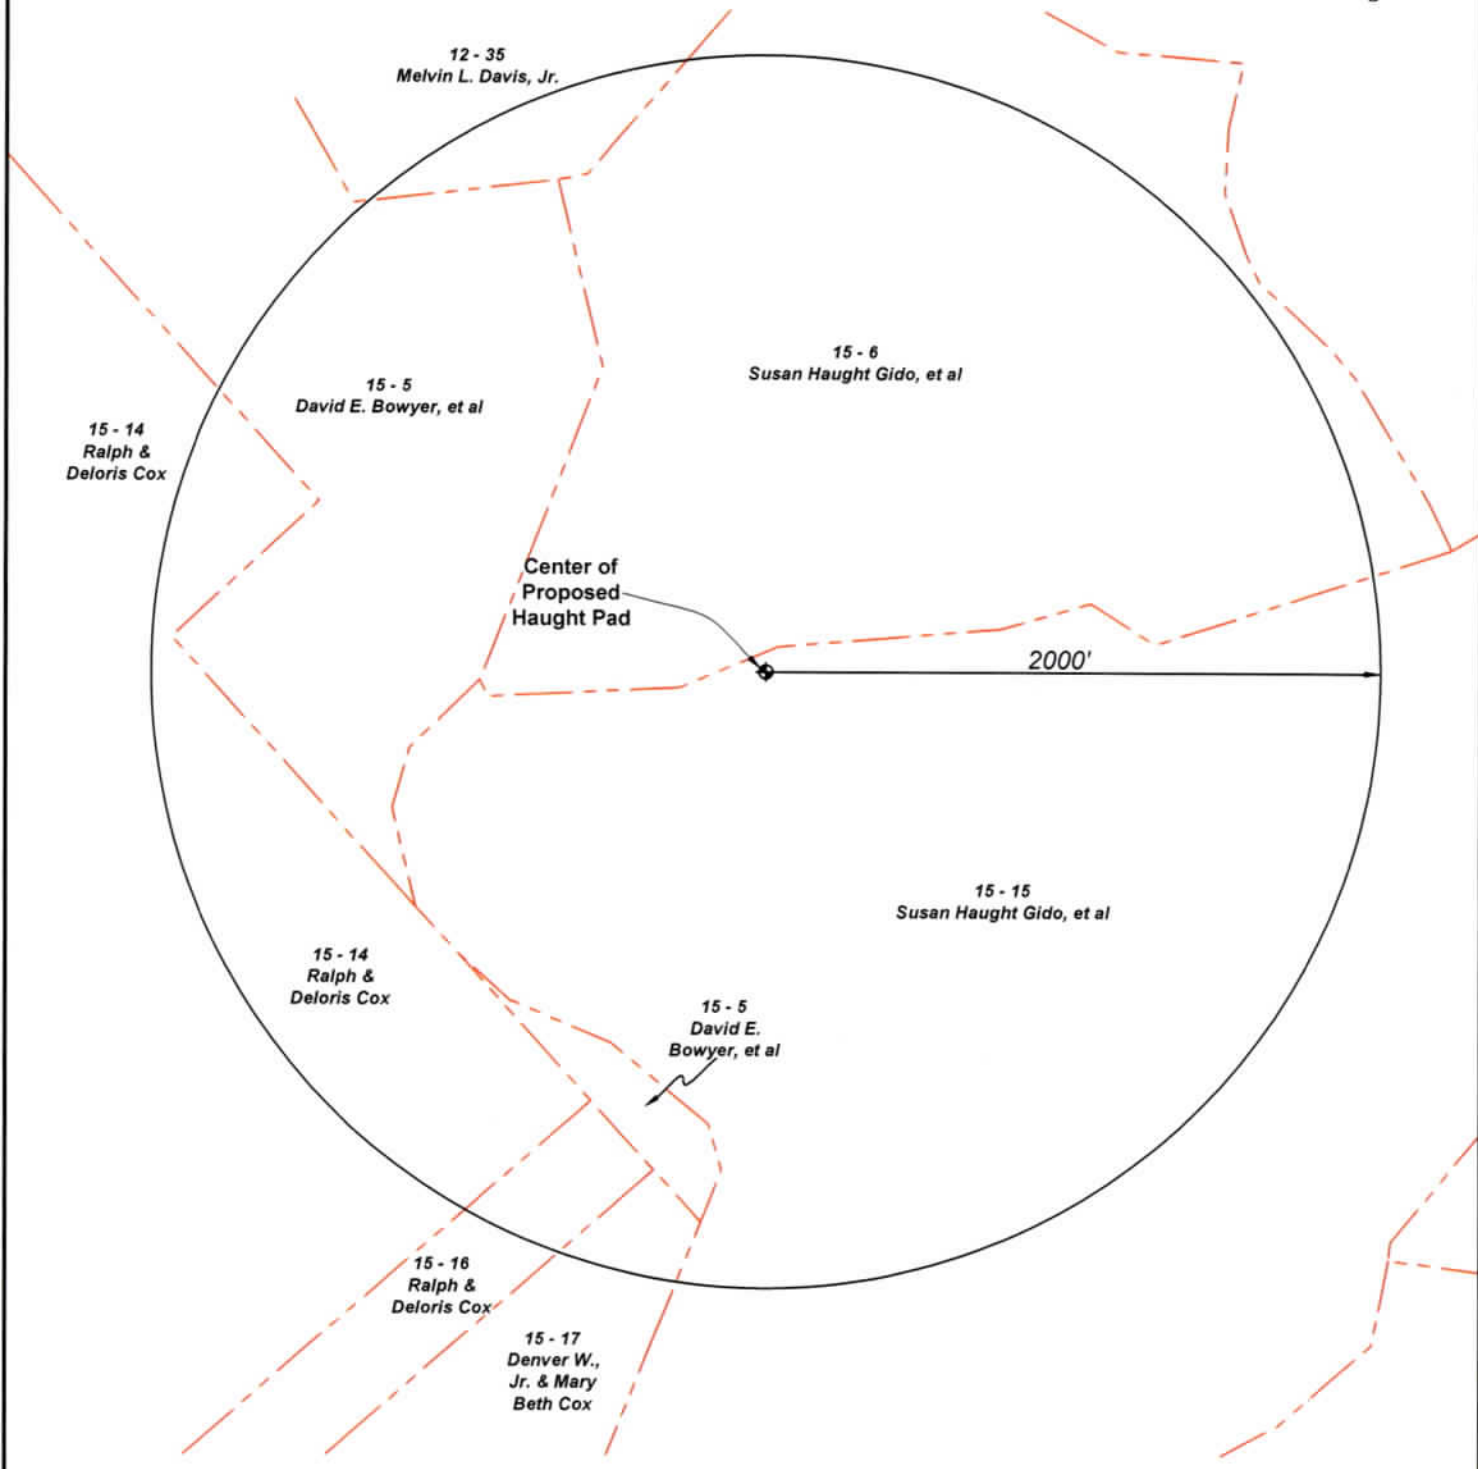 12 - 35
Melvin L. Davis, Jr.
15 - 6
Susan Haught Gido, et al
15 - 5
David E. Bowyer, et al
15 - 14
Ralph &
Deloris Cox
Center of
Proposed
Haught Pad
2000'
15 - 15
Susan Haught Gido, et al
15 - 14
Ralph &
Deloris Cox
15 - 5
David E.
Bowyer, et al
15 - 16
Ralph &
Deloris Cox
15 - 17
Denver W.,
Jr. & Mary
Beth Cox